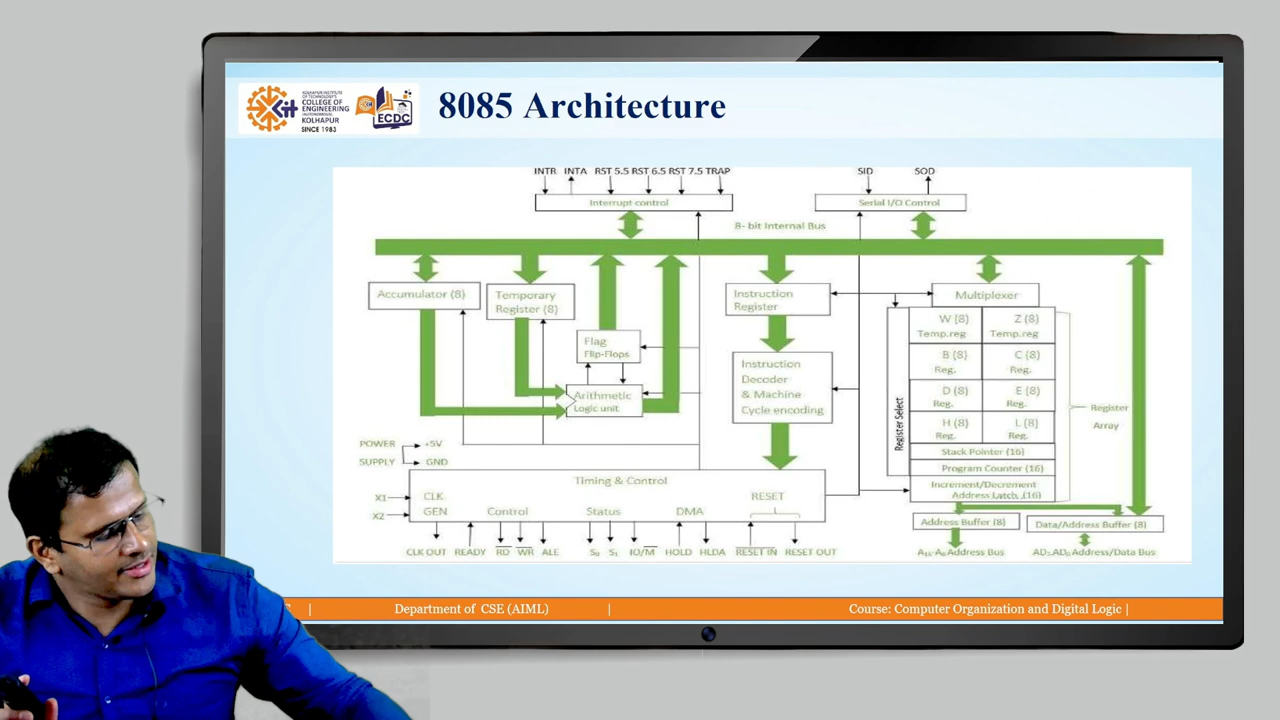 KOLHAPUR INSTITUTE
OF TECHNOLOGY'S
COLLEGE OF
ENGINEERING
(AUTONOMOUS),
KOLHAPUR
SINCE 1983
ECDC
8085 Architecture
INTR INTA RST 5.5 RST 6.5 RST 7.5 TRAP
SID SOD
Interrupt control
Serial I/O Control
8- bit Internal Bus
Accumulator (8)
Temporary
Register (8)
Flag
Flip-Flops
Arithmetic
Logic unit
Instruction
Register
Instruction
Decoder
& Machine
Cycle encoding
Multiplexer
W (8)
Temp.reg
Z (8)
Temp.reg
B (8)
Reg.
C (8)
Reg.
D (8)
Reg.
E (8)
Reg.
H (8)
Reg.
L (8)
Reg.
Stack Pointer (16)
Program Counter (16)
Increment/Decrement
Address Latch, (16)
Register Select
Register
Array
POWER +5V
SUPPLY GND
Timing & Control
X1
X2
CLK
GEN
Control
Status
DMA
RESET
CLK OUT READY RD WR ALE S₀ S₁ IO/M HOLD HLDA RESET IN RESET OUT
Address Buffer (8)
Data/Address Buffer (8)
A₁₅-A₈ Address Bus
AD₇-AD₀ Address/Data Bus
| Department of CSE (AIML) | Course: Computer Organization and Digital Logic |